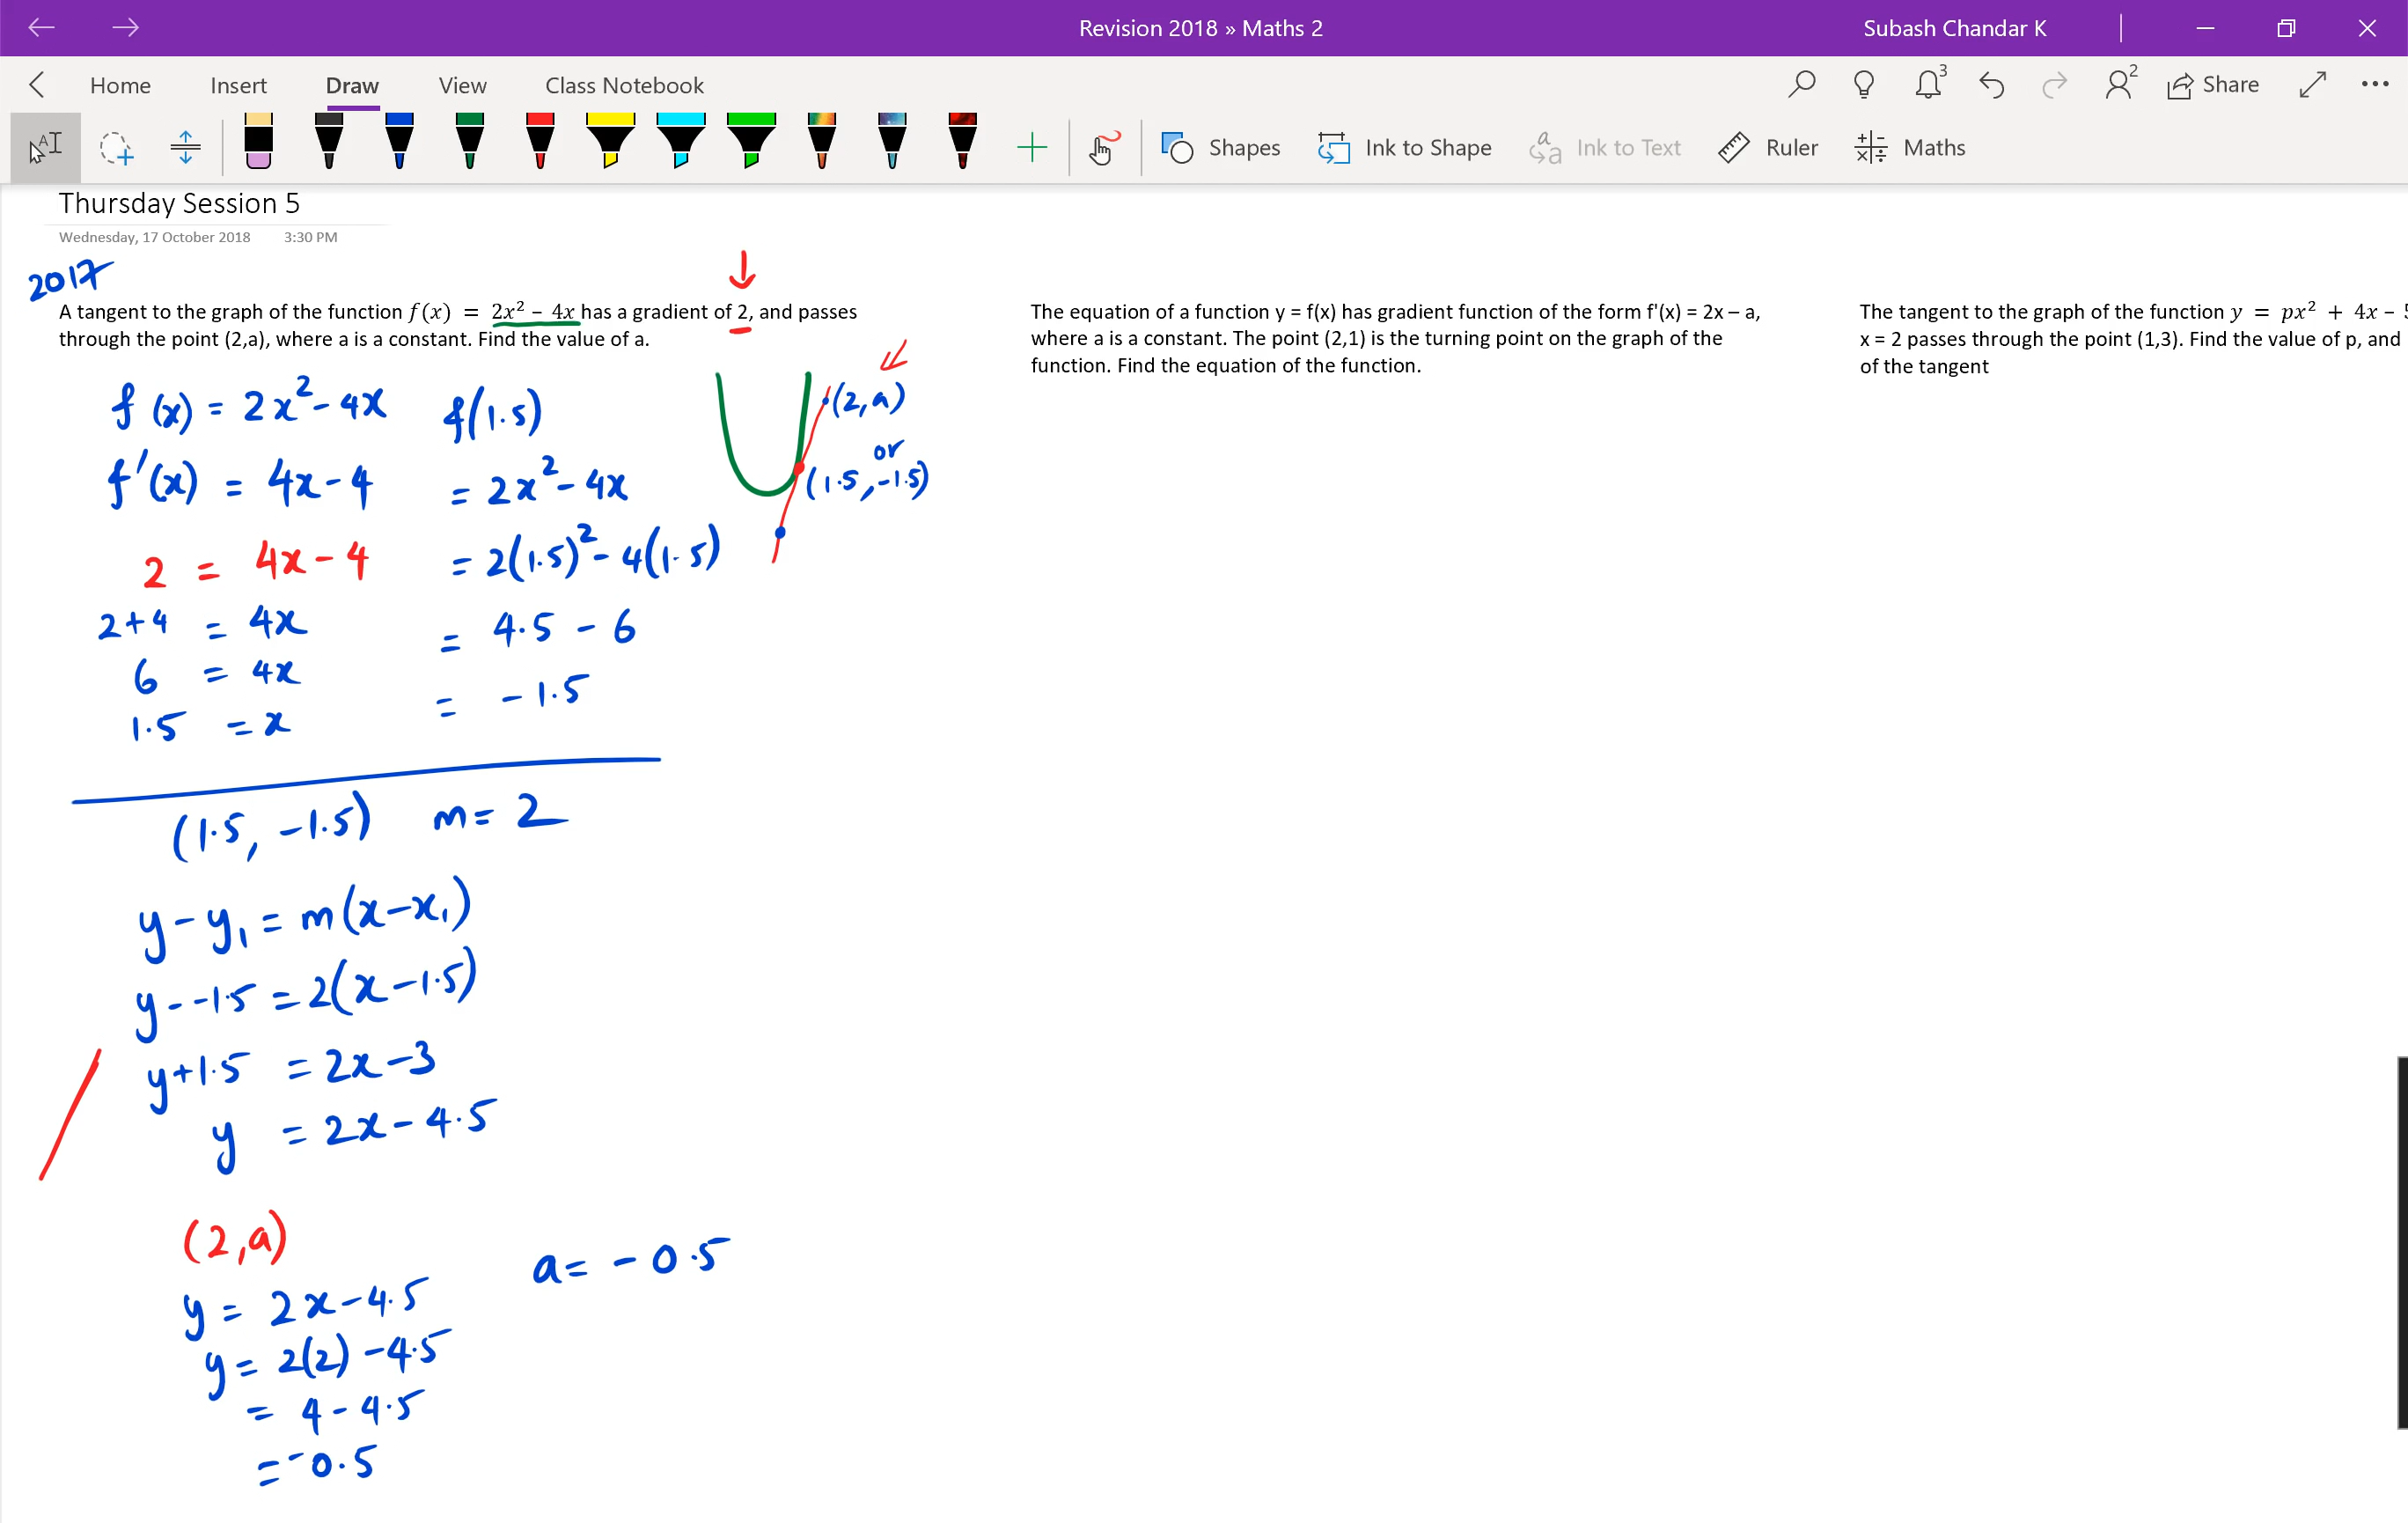 Revision 2018 » Maths 2
Subash Chandar K
Home Insert Draw View Class Notebook
3
2
Share
Shapes
Ink to Shape
Ink to Text
Ruler
Maths
Thursday Session 5
Wednesday, 17 October 2018 3:30 PM
2017
A tangent to the graph of the function f(x) = 2x² − 4x has a gradient of 2, and passes
through the point (2,a), where a is a constant. Find the value of a.
f(x) = 2x² - 4x
f'(x) = 4x - 4
2 = 4x - 4
2+4 = 4x
6 = 4x
1.5 = x
f(1.5)
= 2x² - 4x
= 2(1.5)² - 4(1.5)
= 4.5 - 6
= -1.5
(2,a)
or
(1.5,-1.5)
(1.5, -1.5) m = 2
y - y₁ = m(x - x₁)
y - -1.5 = 2(x - 1.5)
y + 1.5 = 2x - 3
y = 2x - 4.5
(2,a)
y = 2x - 4.5
y = 2(2) - 4.5
= 4 - 4.5
= -0.5
a = -0.5
The equation of a function y = f(x) has gradient function of the form f'(x) = 2x – a,
where a is a constant. The point (2,1) is the turning point on the graph of the
function. Find the equation of the function.
The tangent to the graph of the function y = px² + 4x −
x = 2 passes through the point (1,3). Find the value of p, and
of the tangent